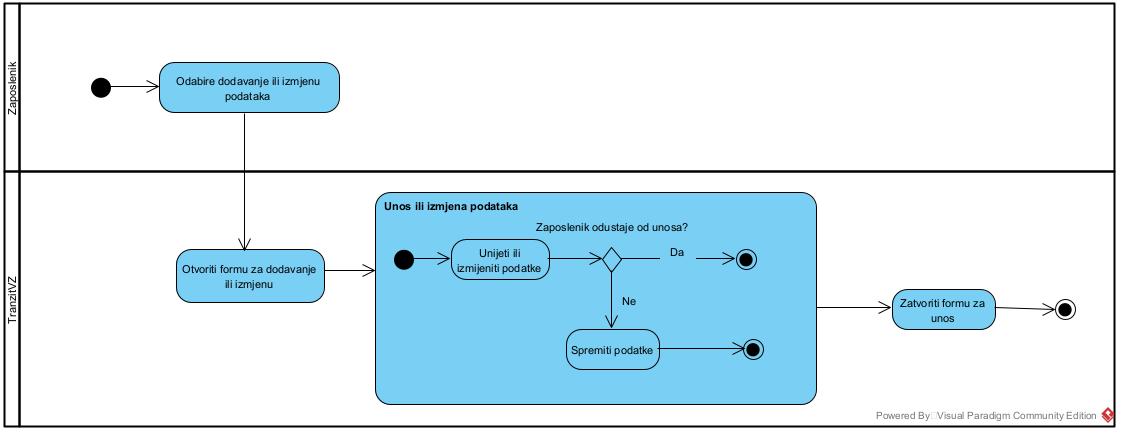 Zaposlenik
Odabire dodavanje ili izmjenu
podataka
TranzitVZ
Otvoriti formu za dodavanje
ili izmjenu
Unos ili izmjena podataka
Zaposlenik odustaje od unosa?
Unijeti ili
izmijeniti podatke
Da
Ne
Spremiti podatke
Zatvoriti formu za
unos
Powered By Visual Paradigm Community Edition